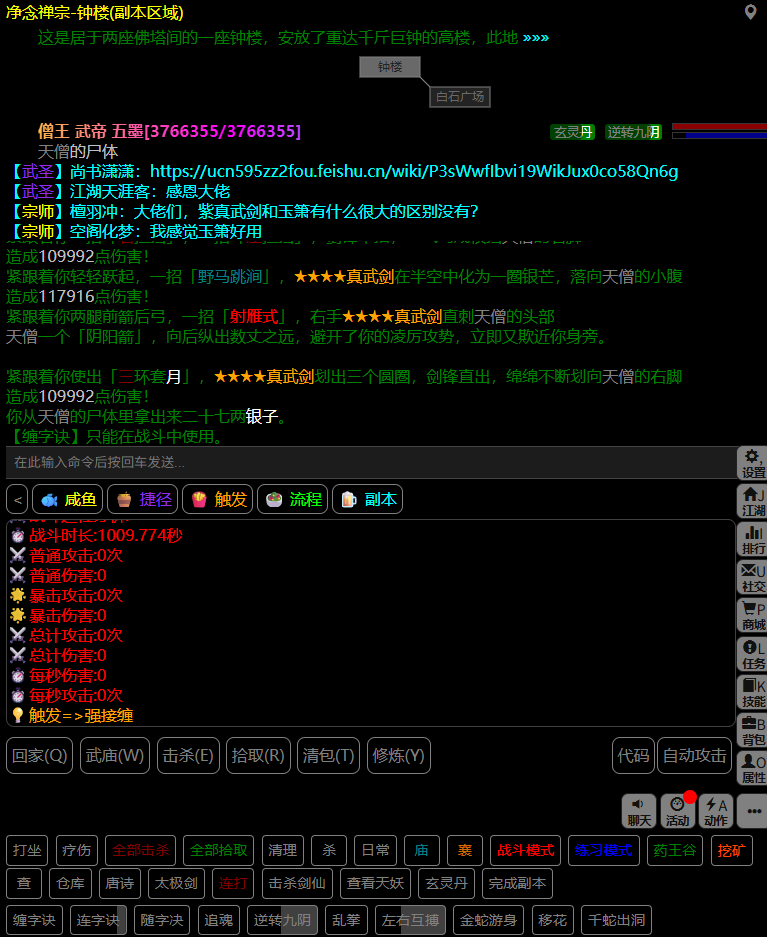 净念禅宗-钟楼(副本区域)
这是居于两座佛塔间的一座钟楼，安放了重达千斤巨钟的高楼，此地 »»»
钟楼
白石广场
僧王 武帝 五墨[3766355/3766355]
玄灵丹 逆转九阴
天僧的尸体
【武圣】尚书潇潇：https://ucn595zz2fou.feishu.cn/wiki/P3sWwfIbvi19WikJux0co58Qn6g
【武圣】江湖天涯客：感恩大佬
【宗师】檀羽冲：大佬们，紫真武剑和玉箫有什么很大的区别没有?
【宗师】空阁化梦：我感觉玉箫好用
造成109992点伤害!
紧跟着你轻轻跃起，一招「野马跳涧」，★★★★真武剑在半空中化为一圈银芒，落向天僧的小腹
造成117916点伤害!
紧跟着你两腿前箭后弓，一招「射雁式」，右手★★★★真武剑直刺天僧的头部
天僧一个「阴阳箭」，向后纵出数丈之远，避开了你的凌厉攻势，立即又欺近你身旁。
紧跟着你使出「三环套月」，★★★★真武剑划出三个圆圈，剑锋直出，绵绵不断划向天僧的右脚
造成109992点伤害!
你从天僧的尸体里拿出来二十七两银子。
【缠字诀】只能在战斗中使用。
在此输入命令后按回车发送...
设置
< 咸鱼 捷径 触发 流程 副本
J江湖
战斗时长:1009.774秒
普通攻击:0次
普通伤害:0
暴击攻击:0次
暴击伤害:0
总计攻击:0次
总计伤害:0
每秒伤害:0
每秒攻击:0次
触发=>强接缠
排行
U社交
P商城
L任务
K技能
B背包
O属性
回家(Q) 武庙(W) 击杀(E) 拾取(R) 清包(T) 修炼(Y) 代码 自动攻击
聊天 活动 A动作 •••
打坐 疗伤 全部击杀 全部拾取 清理 杀 日常 庙 襄 战斗模式 练习模式 药王谷 挖矿
查 仓库 唐诗 太极剑 连打 击杀剑仙 查看天妖 玄灵丹 完成副本
缠字诀 连字诀 随字决 追魂 逆转九阴 乱拳 左右互搏 金蛇游身 移花 千蛇出洞